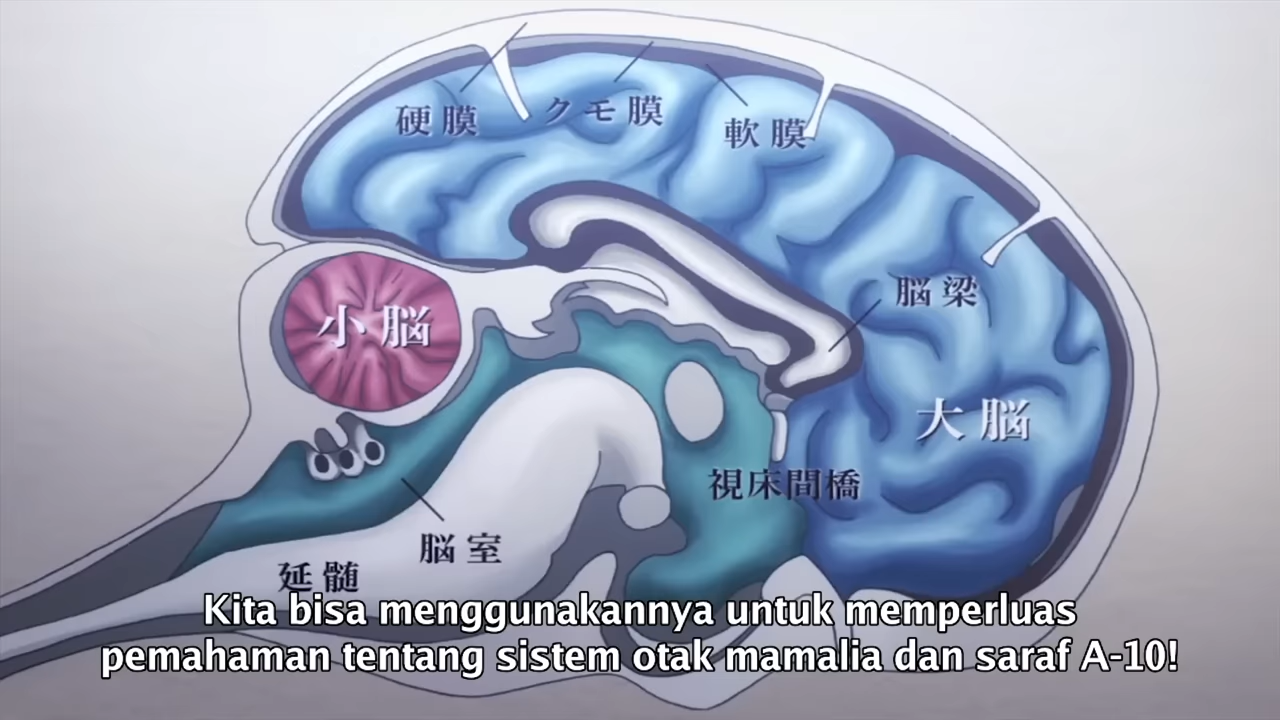 硬膜
クモ膜
軟膜
脳梁
小脳
大脳
視床間橋
脳室
延髄
Kita bisa menggunakannya untuk memperluas
pemahaman tentang sistem otak mamalia dan saraf A-10!